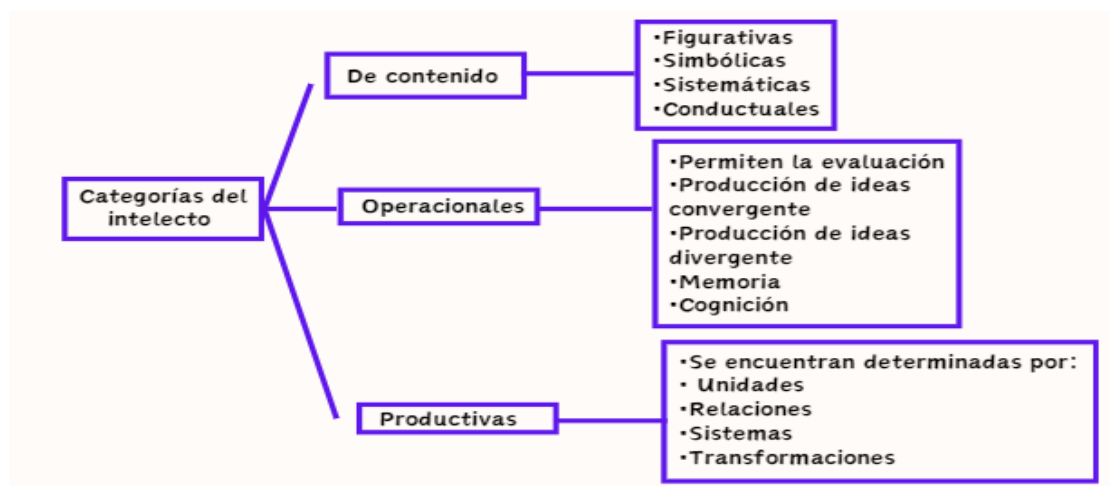 Categorías del
intelecto
De contenido
•Figurativas
•Simbólicas
•Sistemáticas
•Conductuales
Operacionales
•Permiten la evaluación
•Producción de ideas
convergente
•Producción de ideas
divergente
•Memoria
•Cognición
Productivas
•Se encuentran determinadas por:
• Unidades
•Relaciones
•Sistemas
•Transformaciones